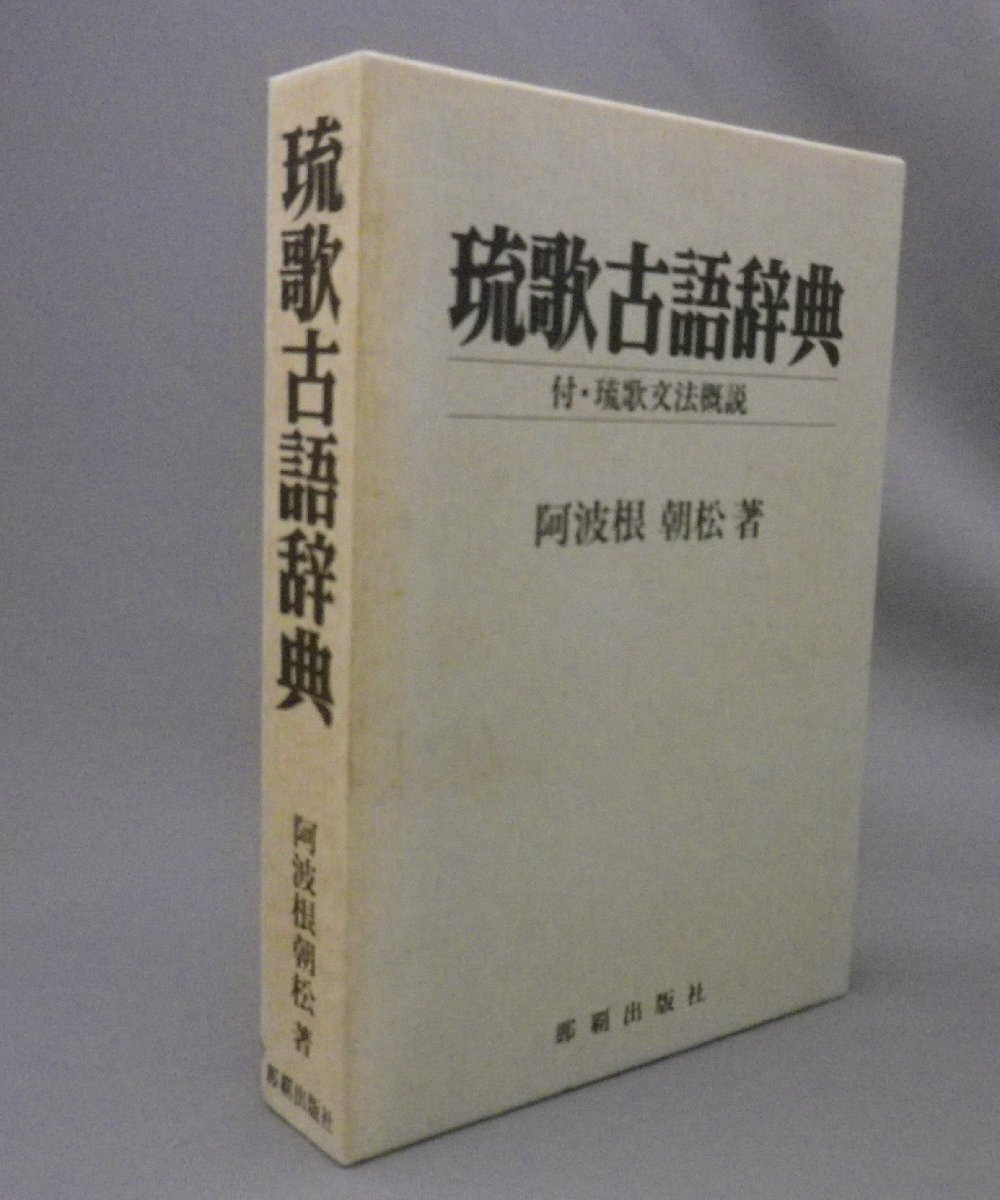 琉歌古語辞典
阿波根朝松 著
那覇出版社
琉歌古語辞典
付・琉歌文法概説
阿波根 朝松 著
那覇出版社